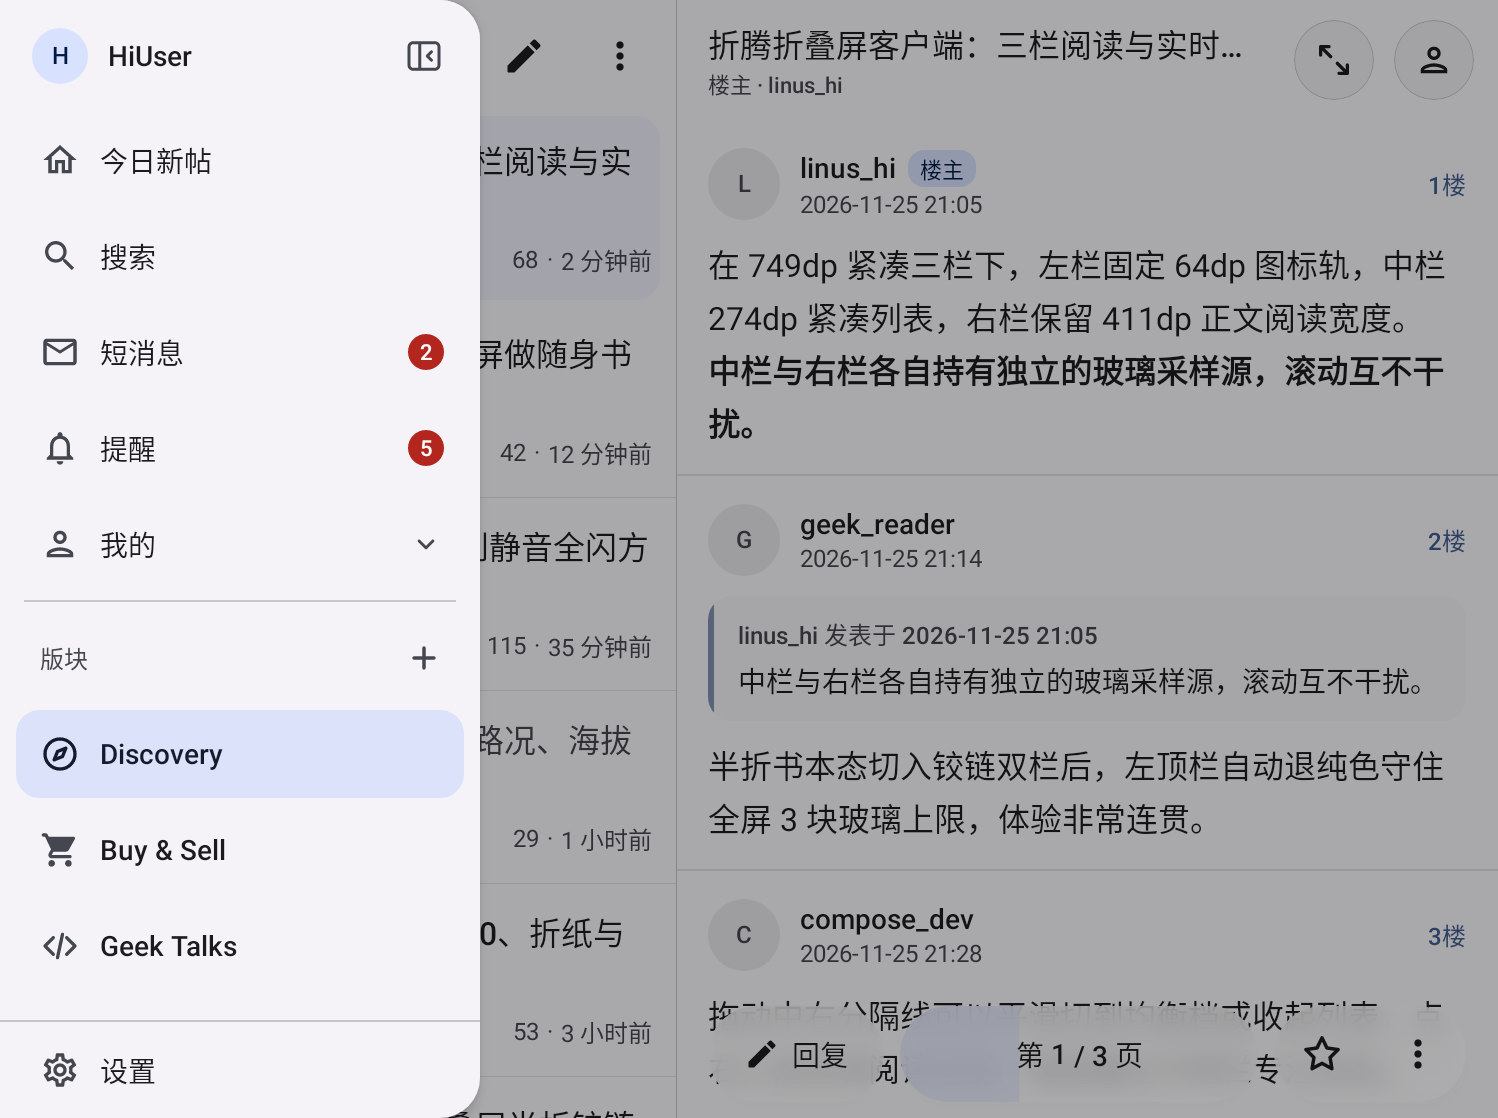 H HiUser
今日新帖
搜索
短消息 2
提醒 5
我的
版块
Discovery
Buy & Sell
Geek Talks
设置
栏阅读与实
68 · 2 分钟前
屏做随身书
42 · 12 分钟前
静音全闪方
115 · 35 分钟前
路况、海拔
29 · 1 小时前
0、折纸与
53 · 3 小时前
折腾折叠屏客户端：三栏阅读与实时…
楼主 · linus_hi
L linus_hi 楼主
2026-11-25 21:05
1楼
在 749dp 紧凑三栏下，左栏固定 64dp 图标轨，中栏
274dp 紧凑列表，右栏保留 411dp 正文阅读宽度。
中栏与右栏各自持有独立的玻璃采样源，滚动互不干
扰。
G geek_reader
2026-11-25 21:14
2楼
linus_hi 发表于 2026-11-25 21:05
中栏与右栏各自持有独立的玻璃采样源，滚动互不干扰。
半折书本态切入铰链双栏后，左顶栏自动退纯色守住
全屏 3 块玻璃上限，体验非常连贯。
C compose_dev
2026-11-25 21:28
3楼
回复 第 1 / 3 页